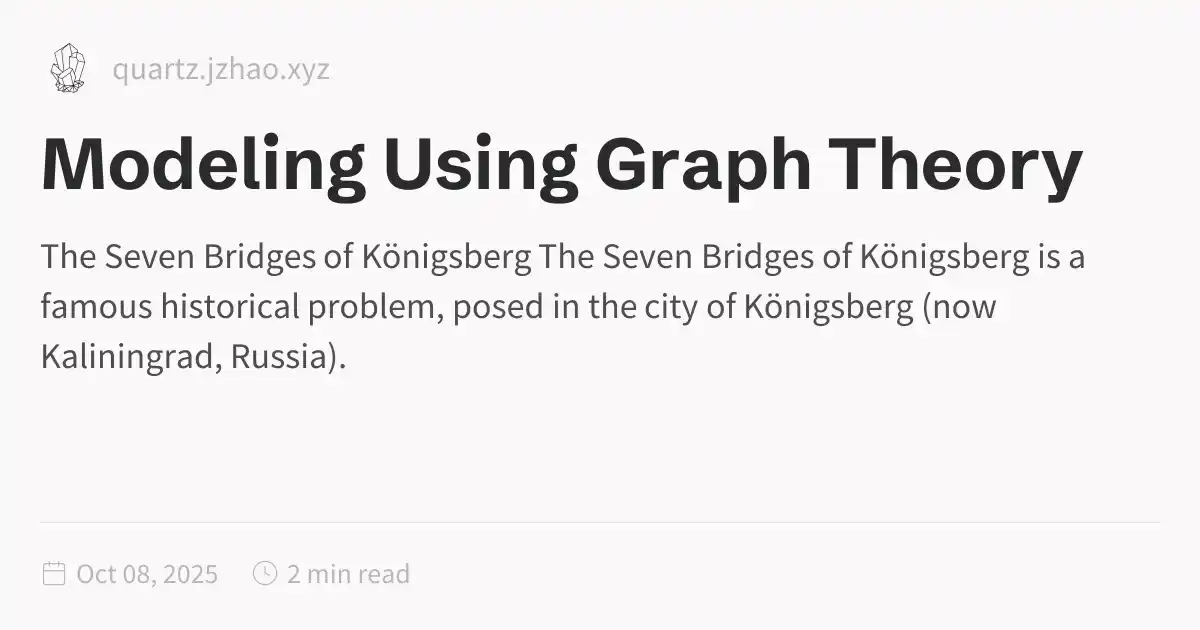 quartz.jzhao.xyz
Modeling Using Graph Theory
The Seven Bridges of Königsberg The Seven Bridges of Königsberg is a
famous historical problem, posed in the city of Königsberg (now
Kaliningrad, Russia).
Oct 08, 2025 2 min read